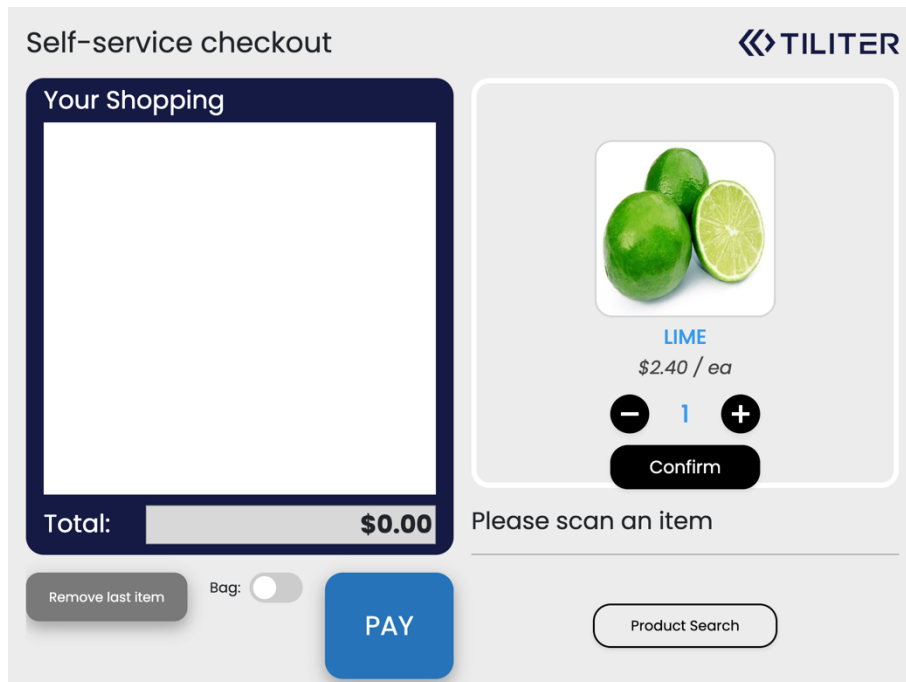 Self-service checkout
TILITER
Your Shopping
LIME
$2.40 / ea
1
Confirm
Total:
$0.00
Please scan an item
Remove last item
Bag:
PAY
Product Search